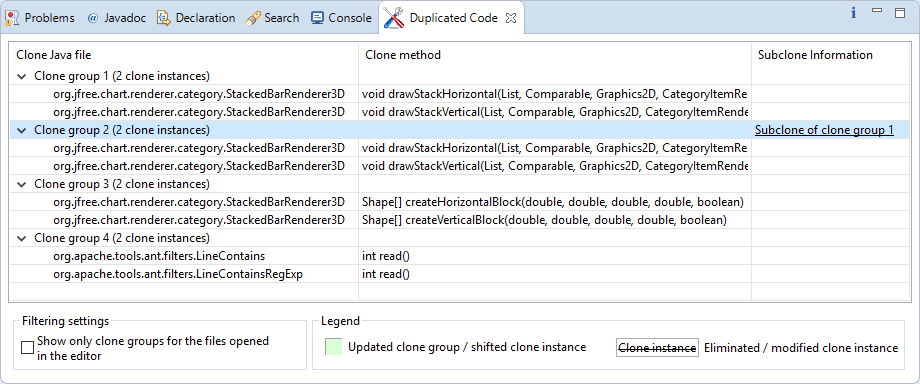 Problems @ Javadoc Declaration Search Console Duplicated Code
Clone Java file Clone method Subclone Information
Clone group 1 (2 clone instances)
org.jfree.chart.renderer.category.StackedBarRenderer3D void drawStackHorizontal(List, Comparable, Graphics2D, CategoryItemRe
org.jfree.chart.renderer.category.StackedBarRenderer3D void drawStackVertical(List, Comparable, Graphics2D, CategoryItemRende
Clone group 2 (2 clone instances) Subclone of clone group 1
org.jfree.chart.renderer.category.StackedBarRenderer3D void drawStackHorizontal(List, Comparable, Graphics2D, CategoryItemRe
org.jfree.chart.renderer.category.StackedBarRenderer3D void drawStackVertical(List, Comparable, Graphics2D, CategoryItemRende
Clone group 3 (2 clone instances)
org.jfree.chart.renderer.category.StackedBarRenderer3D Shape[] createHorizontalBlock(double, double, double, double, boolean)
org.jfree.chart.renderer.category.StackedBarRenderer3D Shape[] createVerticalBlock(double, double, double, double, boolean)
Clone group 4 (2 clone instances)
org.apache.tools.ant.filters.LineContains int read()
org.apache.tools.ant.filters.LineContainsRegExp int read()
Filtering settings Legend
Show only clone groups for the files opened
in the editor
Updated clone group / shifted clone instance Clone instance Eliminated / modified clone instance